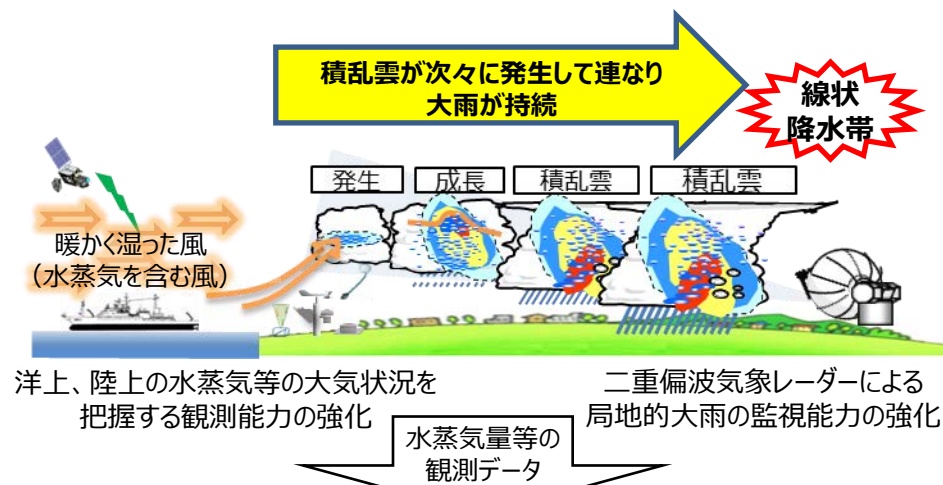 積乱雲が次々に発生して連なり
大雨が持続
線状
降水帯
発生
成長
積乱雲
積乱雲
暖かく湿った風
（水蒸気を含む風）
洋上、陸上の水蒸気等の大気状況を
把握する観測能力の強化
二重偏波気象レーダーによる
局地的大雨の監視能力の強化
水蒸気量等の
観測データ